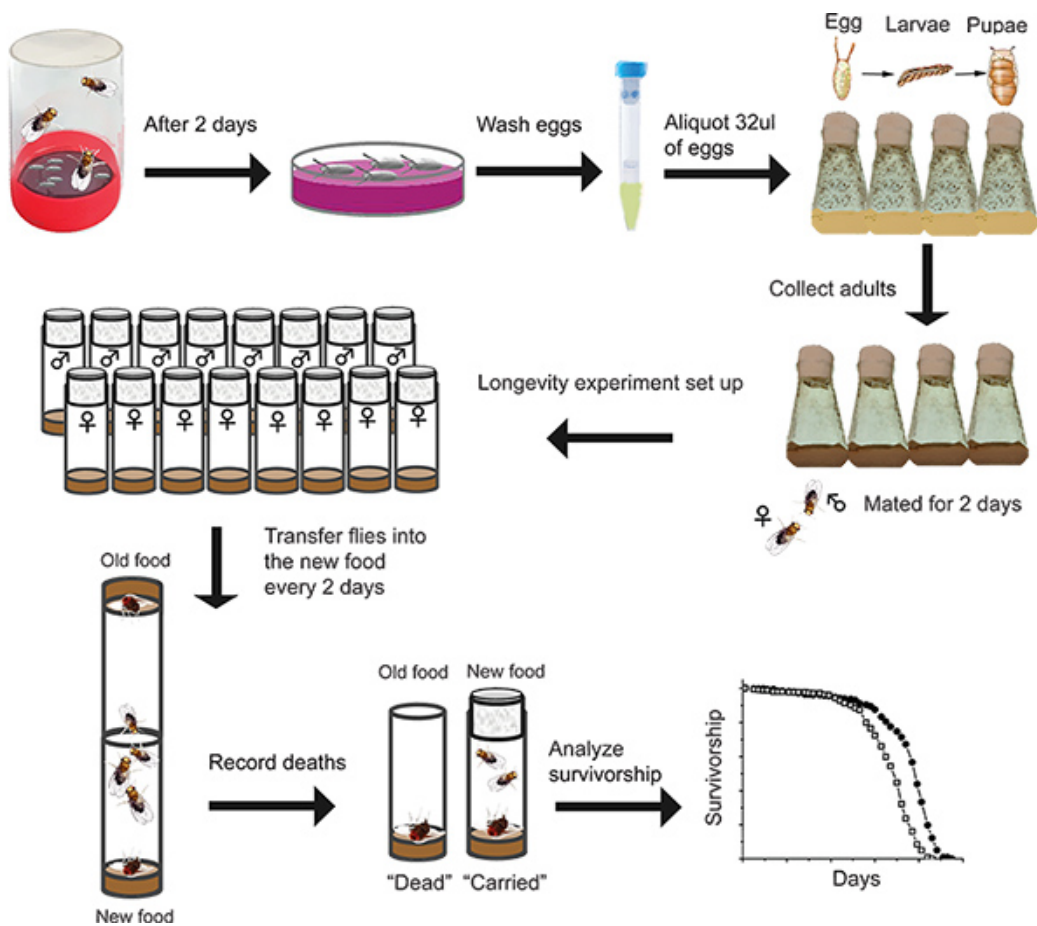 Egg
Larvae
Pupae
After 2 days
Wash eggs
Aliquot 32ul
of eggs
Collect adults
Longevity experiment set up
♂ ♂ ♂ ♂ ♂ ♂ ♂ ♂
♀ ♀ ♀ ♀ ♀ ♀ ♀ ♀
♀ ♂ Mated for 2 days
Transfer flies into
the new food
every 2 days
Old food
New food
Record deaths
Old food
New food
“Dead”
“Carried”
Analyze
survivorship
Survivorship
Days